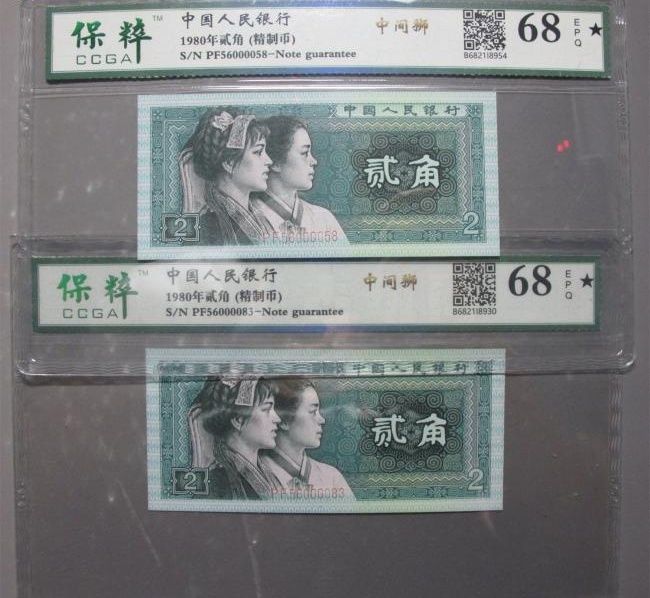 保粹 TM
CCGA
中国人民银行
1980年贰角 (精制币)
S/N PF56000058-Note guarantee
中间狮
B682118954
68
EPQ
★
中国人民银行
贰角
2
2
PF56000058
保粹 TM
CCGA
中国人民银行
1980年贰角 (精制币)
S/N PF56000083-Note guarantee
中间狮
B682118930
68
EPQ
★
中国人民银行
贰角
2
2
PF56000083